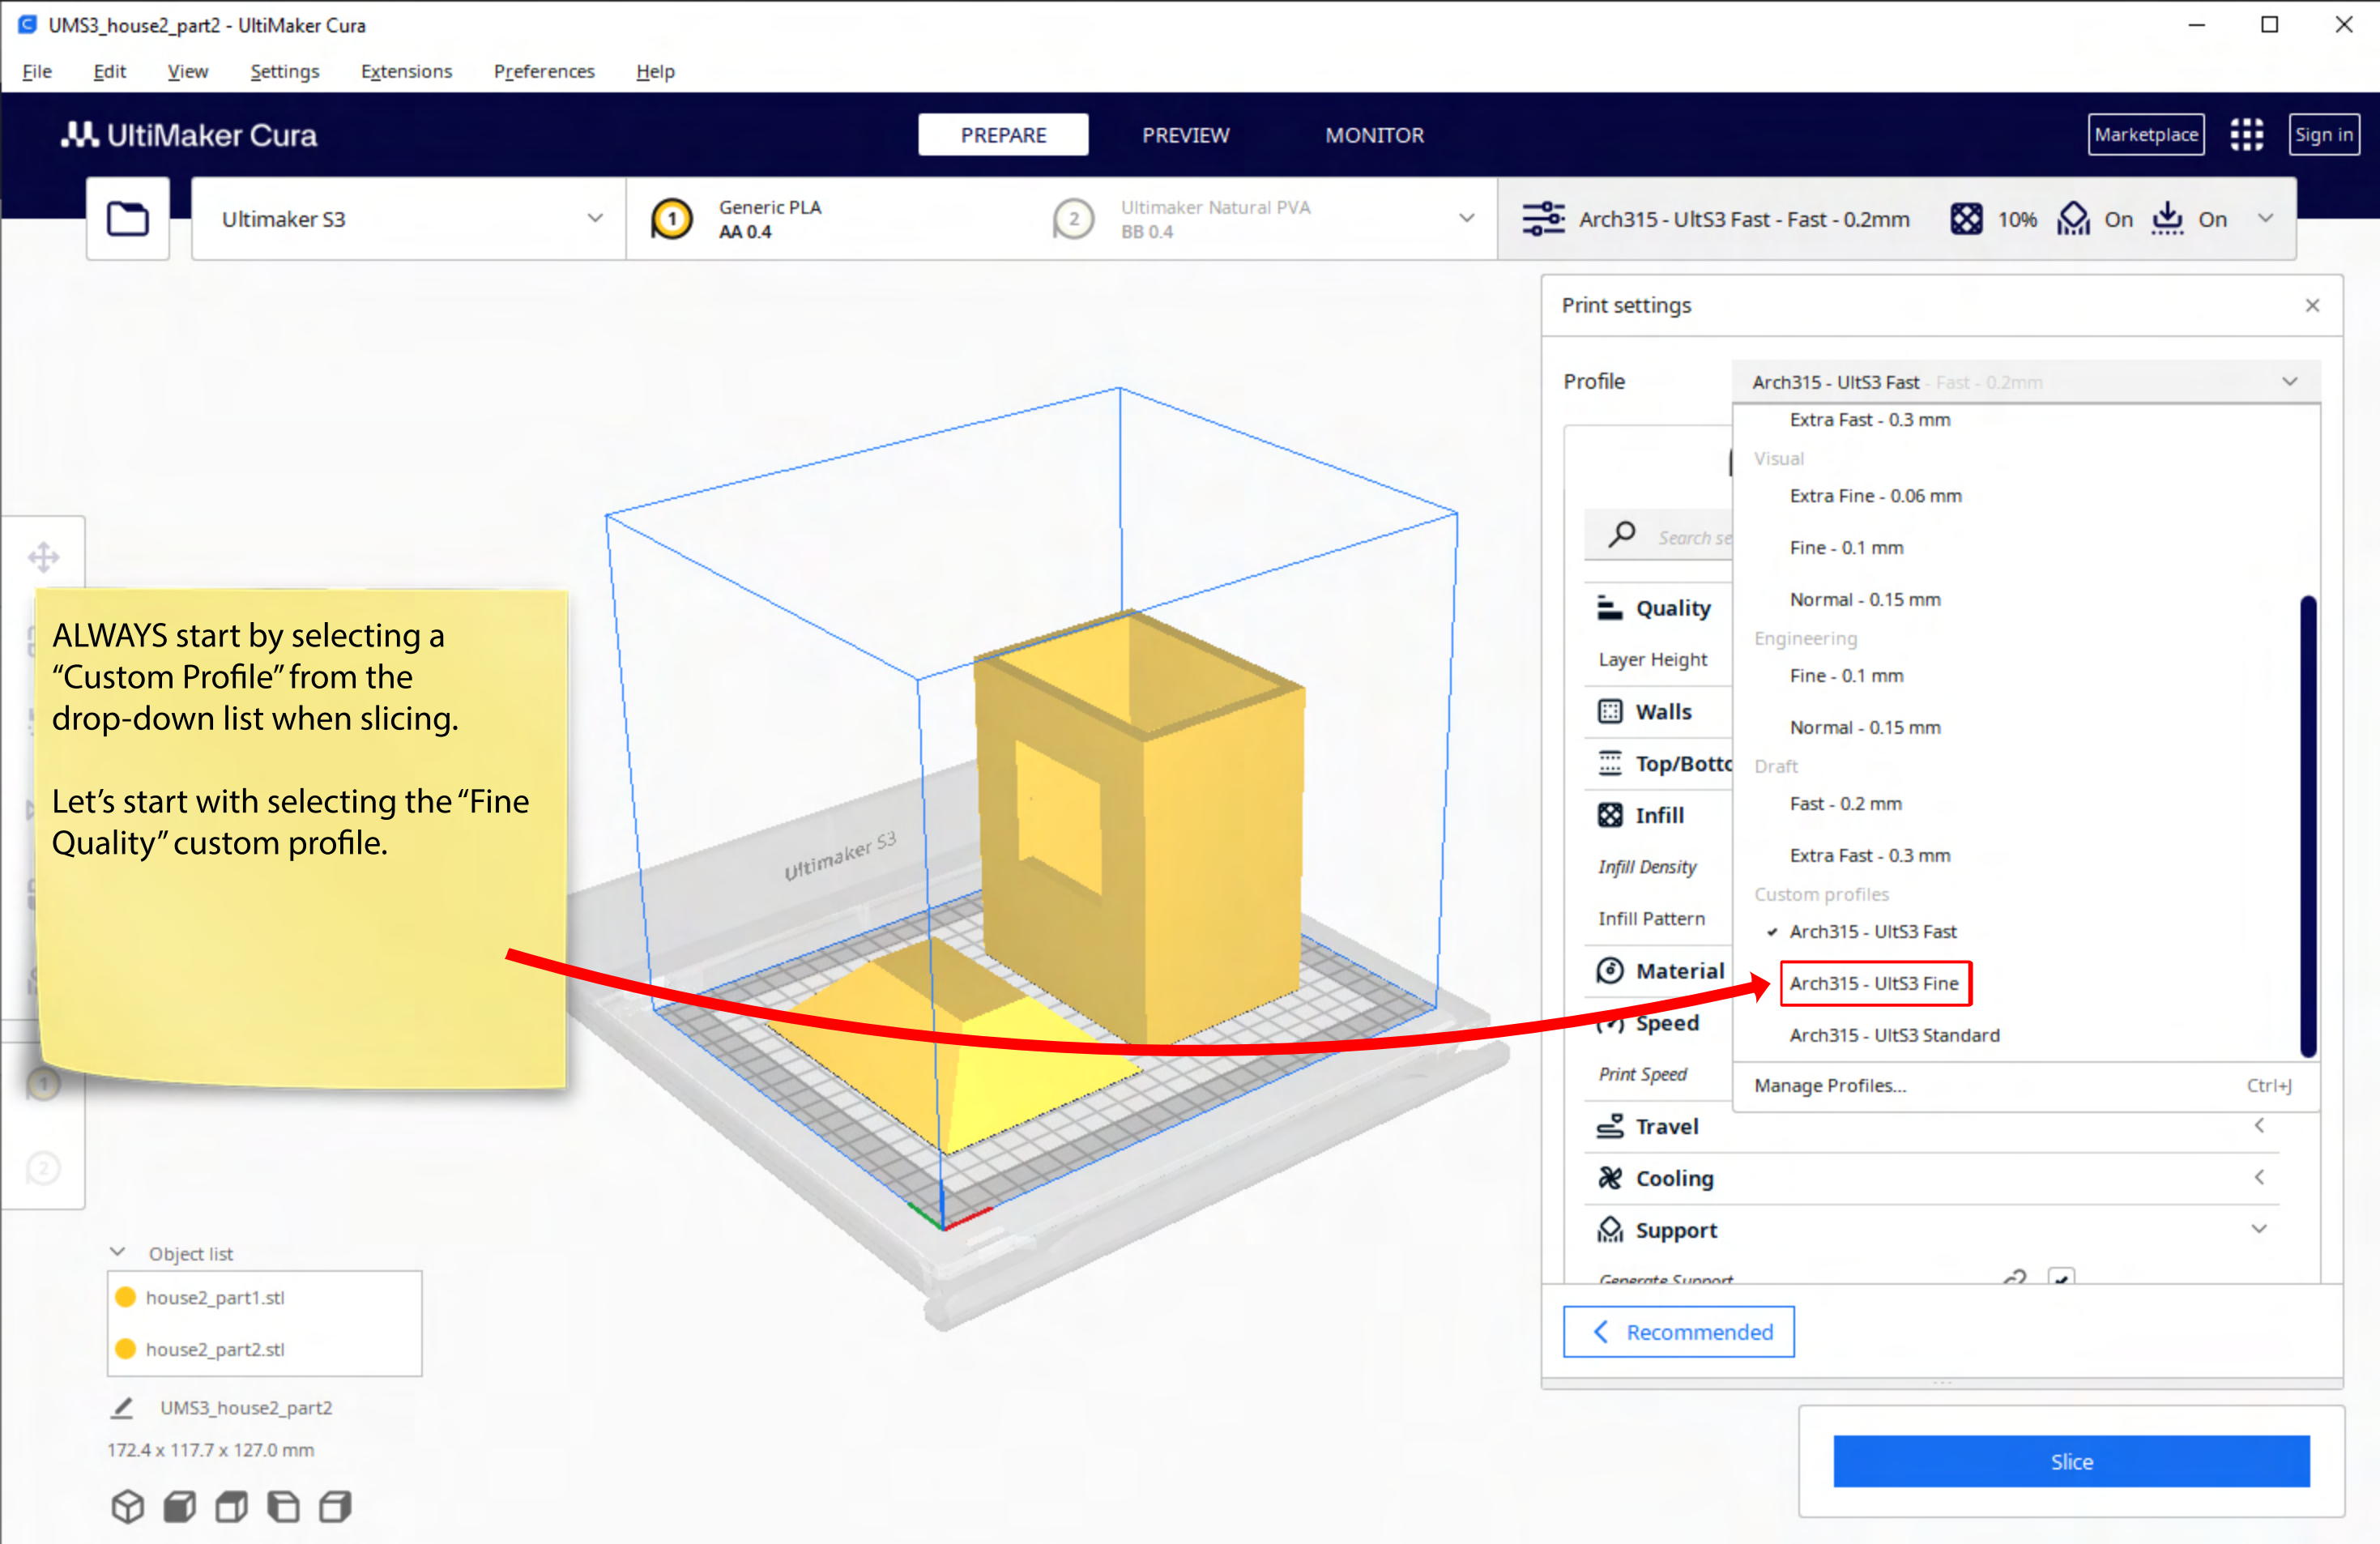 UMS3_house2_part2 - UltiMaker Cura
File Edit View Settings Extensions Preferences Help
UltiMaker Cura
PREPARE PREVIEW MONITOR
Marketplace Sign in
Ultimaker S3
1 Generic PLA
AA 0.4
2 Ultimaker Natural PVA
BB 0.4
Arch315 - UltS3 Fast - Fast - 0.2mm 10% On On
Print settings
Profile Arch315 - UltS3 Fast - Fast - 0.2mm
Extra Fast - 0.3 mm
Visual
Extra Fine - 0.06 mm
Fine - 0.1 mm
Normal - 0.15 mm
Engineering
Fine - 0.1 mm
Normal - 0.15 mm
Draft
Fast - 0.2 mm
Extra Fast - 0.3 mm
Custom profiles
Arch315 - UltS3 Fast
Arch315 - UltS3 Fine
Arch315 - UltS3 Standard
Manage Profiles... Ctrl+J
Search se
Quality
Layer Height
Walls
Top/Botto
Infill
Infill Density
Infill Pattern
Material
Speed
Print Speed
Travel
Cooling
Support
Generate Support
Recommended
Slice
ALWAYS start by selecting a
“Custom Profile” from the
drop-down list when slicing.
Let’s start with selecting the “Fine
Quality” custom profile.
Ultimaker S3
1
2
Object list
house2_part1.stl
house2_part2.stl
UMS3_house2_part2
172.4 x 117.7 x 127.0 mm